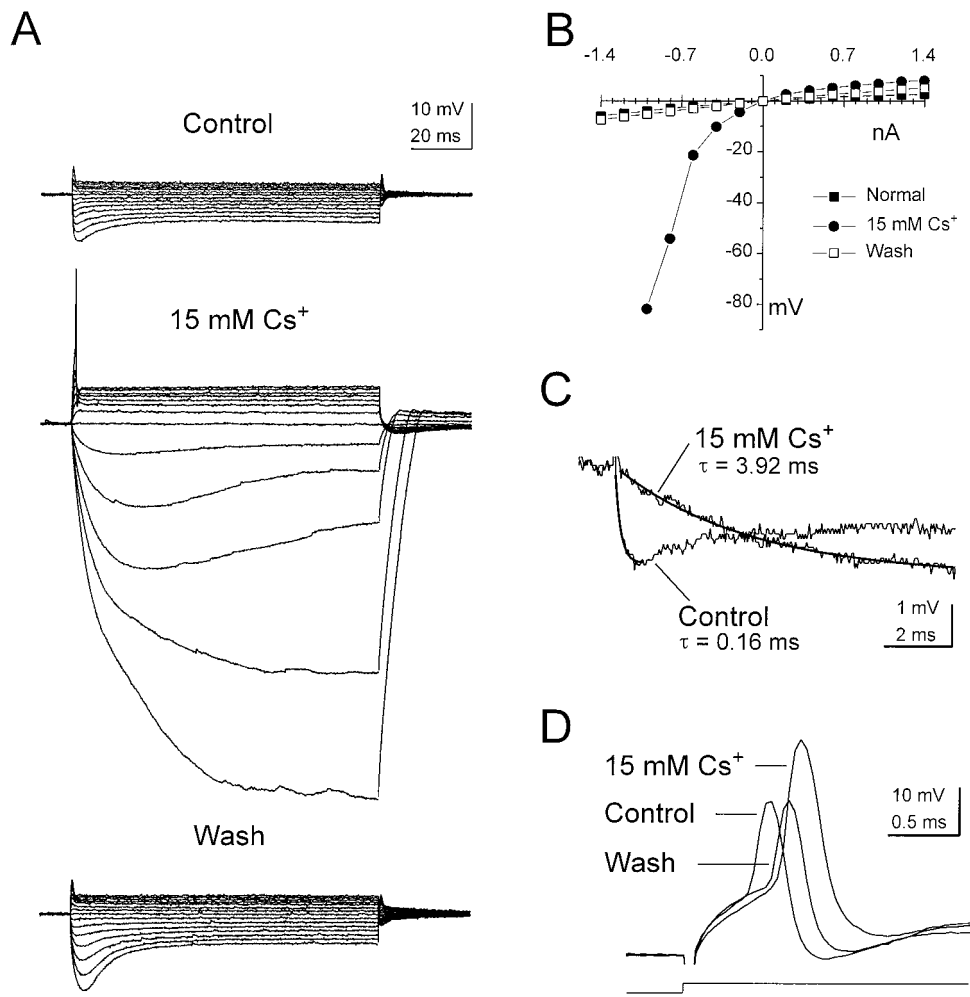 A
Control
10 mV
20 ms
15 mM Cs⁺
Wash
B
-1.4 -0.7 0.0 0.7 1.4
nA
-20
-40
-60
-80
mV
Normal
15 mM Cs⁺
Wash
C
15 mM Cs⁺
τ = 3.92 ms
Control
τ = 0.16 ms
1 mV
2 ms
D
15 mM Cs⁺
Control
Wash
10 mV
0.5 ms